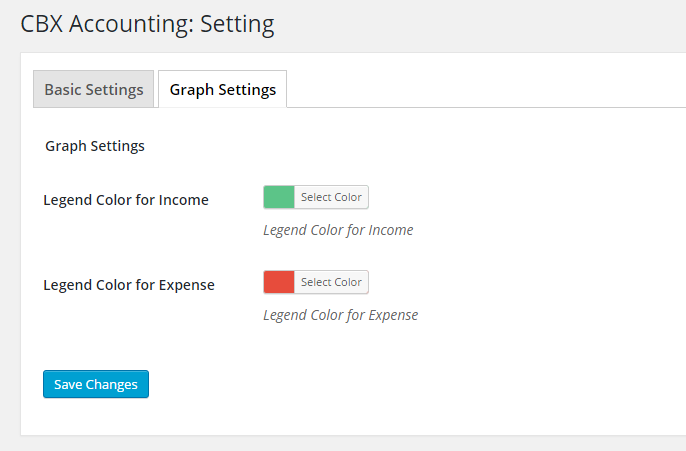 CBX Accounting: Setting
Basic Settings
Graph Settings
Graph Settings
Legend Color for Income
Select Color
Legend Color for Income
Legend Color for Expense
Select Color
Legend Color for Expense
Save Changes